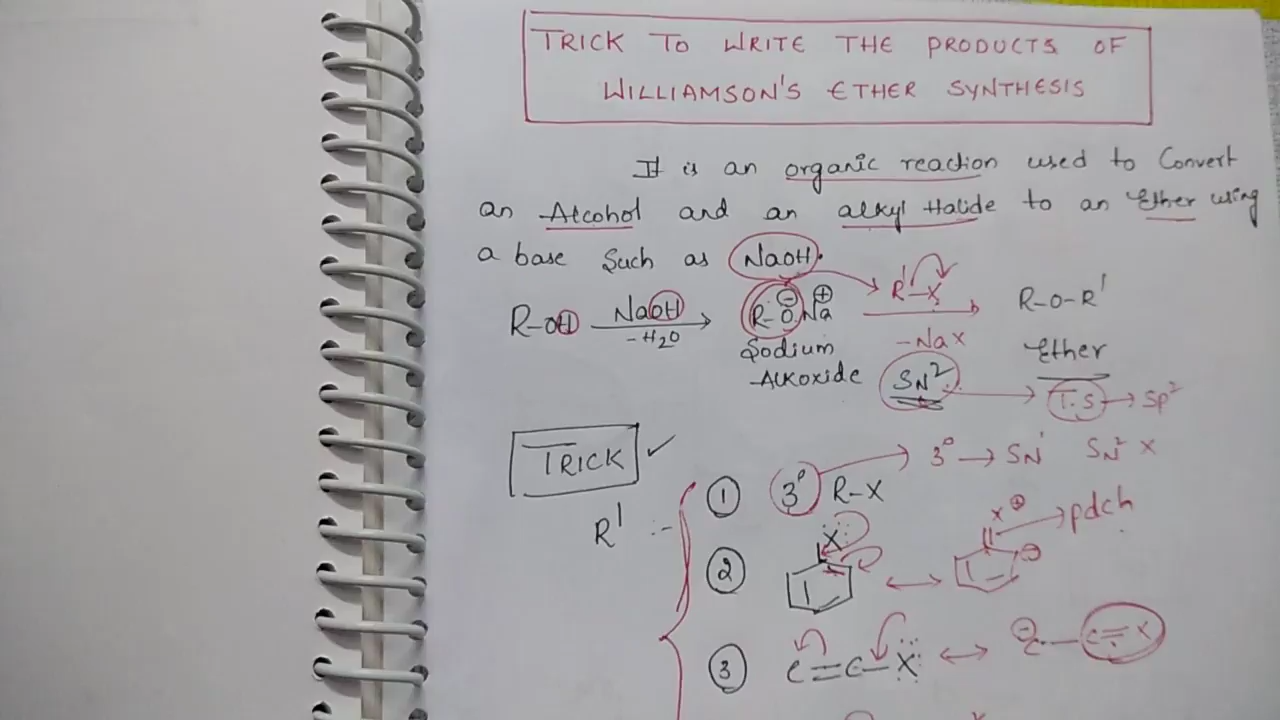 TRICK TO WRITE THE PRODUCTS OF
WILLIAMSON'S ETHER SYNTHESIS
It is an organic reaction used to Convert
an Alcohol and an alkyl Halide to an Ether using
a base Such as NaOH.
R-OH NaOH -H2O → R-O⊖ Na⊕ R'-X -NaX → R-O-R'
Sodium Alkoxide SN² Ether
T.S → Sp²
TRICK ✓
R' :-
① 3° R-X → 3° → SN¹ SN² X
② X ↔ X⊕ ⊖ → pdch
③ C=C-X ↔ ⊖C-C=X